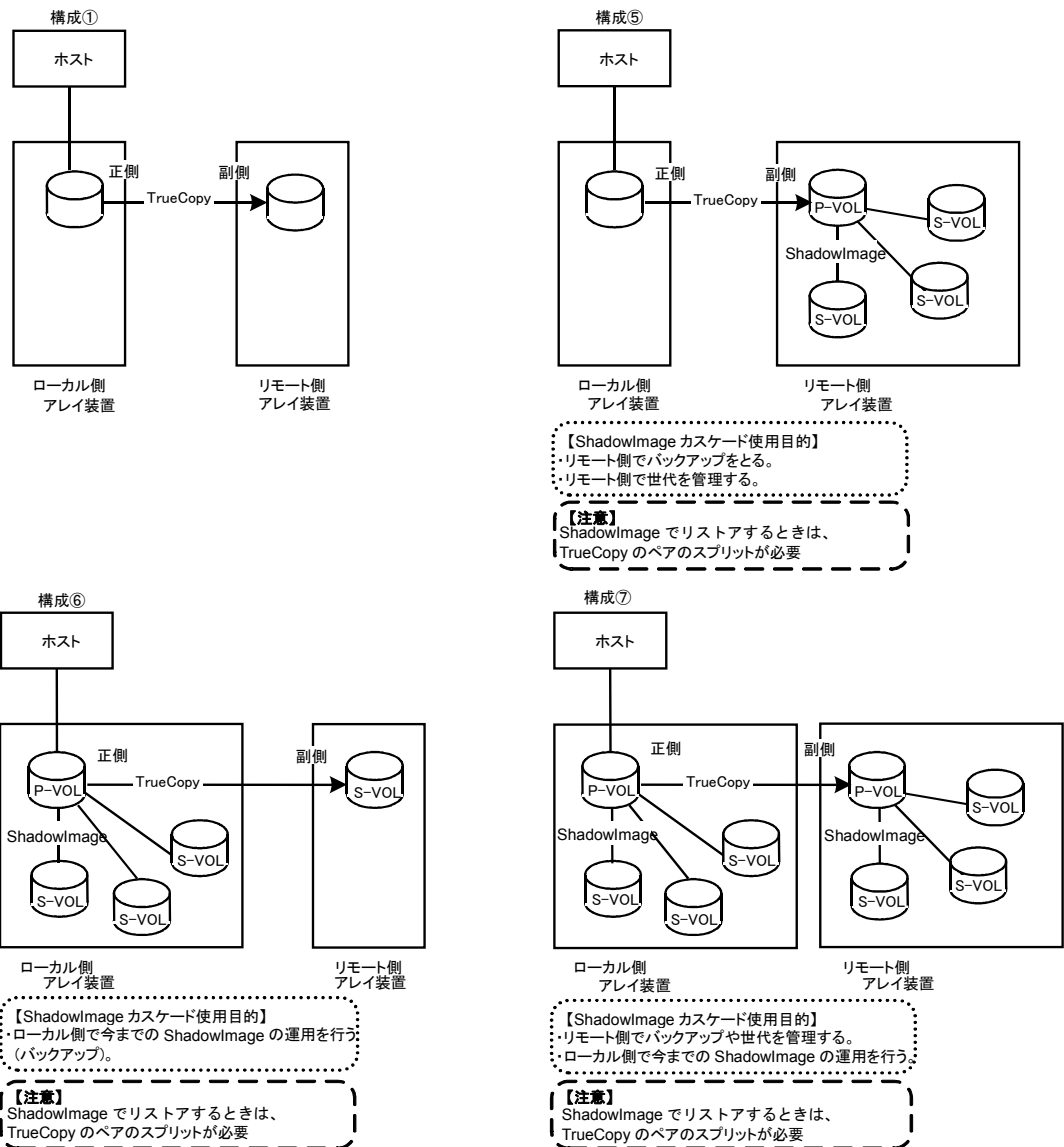 構成①
ホスト
正側
副側
TrueCopy
ローカル側
アレイ装置
リモート側
アレイ装置
構成⑤
ホスト
正側
副側
TrueCopy
P-VOL
S-VOL
ShadowImage
S-VOL
S-VOL
ローカル側
アレイ装置
リモート側
アレイ装置
【ShadowImage カスケード使用目的】
・リモート側でバックアップをとる。
・リモート側で世代を管理する。
【注意】
ShadowImage でリストアするときは、
TrueCopy のペアのスプリットが必要
構成⑥
ホスト
正側
副側
TrueCopy
P-VOL
S-VOL
ShadowImage
S-VOL
S-VOL
S-VOL
ローカル側
アレイ装置
リモート側
アレイ装置
【ShadowImage カスケード使用目的】
・ローカル側で今までの ShadowImage の運用を行う
(バックアップ)。
【注意】
ShadowImage でリストアするときは、
TrueCopy のペアのスプリットが必要
構成⑦
ホスト
正側
副側
TrueCopy
P-VOL
P-VOL
S-VOL
ShadowImage
S-VOL
ShadowImage
S-VOL
S-VOL
S-VOL
S-VOL
ローカル側
アレイ装置
リモート側
アレイ装置
【ShadowImage カスケード使用目的】
・リモート側でバックアップや世代を管理する。
・ローカル側で今までの ShadowImage の運用を行う。
【注意】
ShadowImage でリストアするときは、
TrueCopy のペアのスプリットが必要